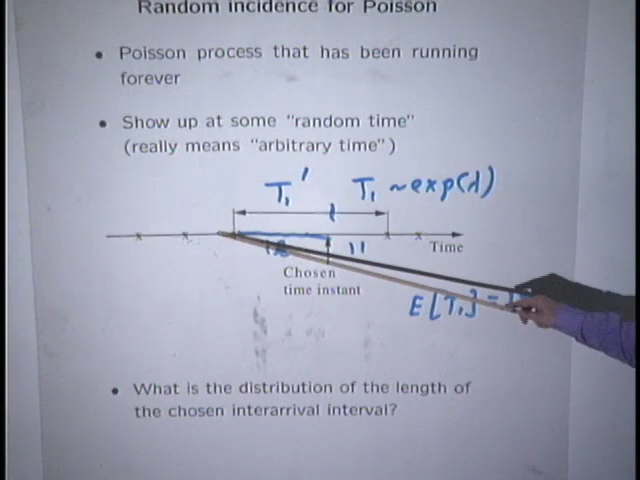 Random incidence for Poisson
• Poisson process that has been running
forever
• Show up at some "random time"
(really means "arbitrary time")
T₁' T₁ ~exp(λ)
Time
Chosen
time instant
E[T₁] =
• What is the distribution of the length of
the chosen interarrival interval?